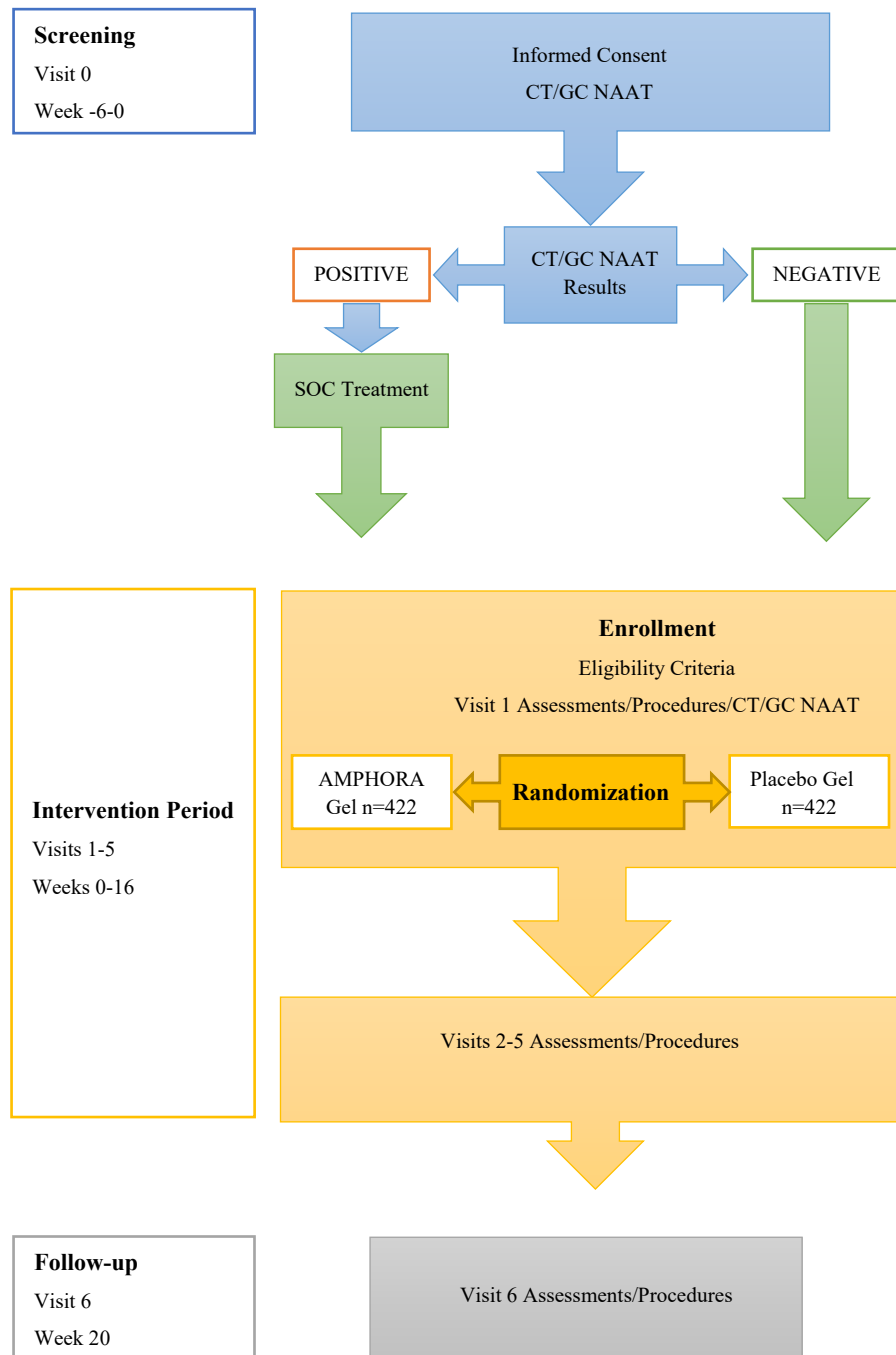 Screening
Visit 0
Week -6-0
Informed Consent
CT/GC NAAT
POSITIVE
CT/GC NAAT
Results
NEGATIVE
SOC Treatment
Intervention Period
Visits 1-5
Weeks 0-16
Enrollment
Eligibility Criteria
Visit 1 Assessments/Procedures/CT/GC NAAT
AMPHORA
Gel n=422
Randomization
Placebo Gel
n=422
Visits 2-5 Assessments/Procedures
Follow-up
Visit 6
Week 20
Visit 6 Assessments/Procedures